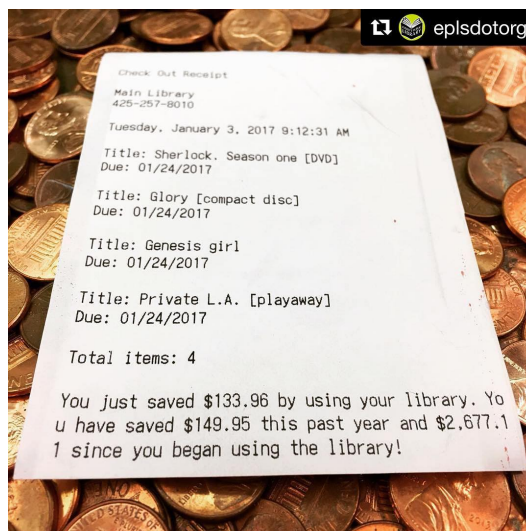 eplsdotorg
Check Out Receipt
Main Library
425-257-8010
Tuesday, January 3, 2017 9:12:31 AM
Title: Sherlock. Season one [DVD]
Due: 01/24/2017
Title: Glory [compact disc]
Due: 01/24/2017
Title: Genesis girl
Due: 01/24/2017
Title: Private L.A. [playaway]
Due: 01/24/2017
Total items: 4
You just saved $133.96 by using your library. Yo
u have saved $149.95 this past year and $2,677.1
1 since you began using the library!